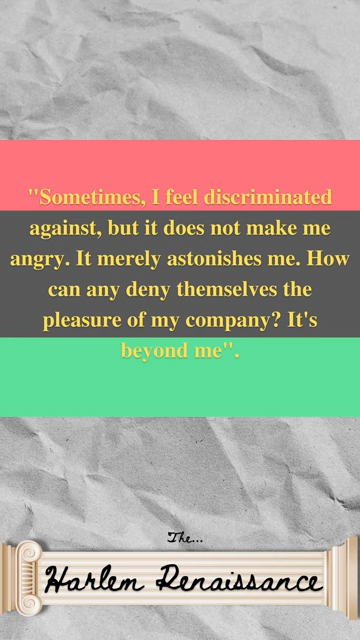 "Sometimes, I feel discriminated
against, but it does not make me
angry. It merely astonishes me. How
can any deny themselves the
pleasure of my company? It's
beyond me".
The...
Harlem Renaissance